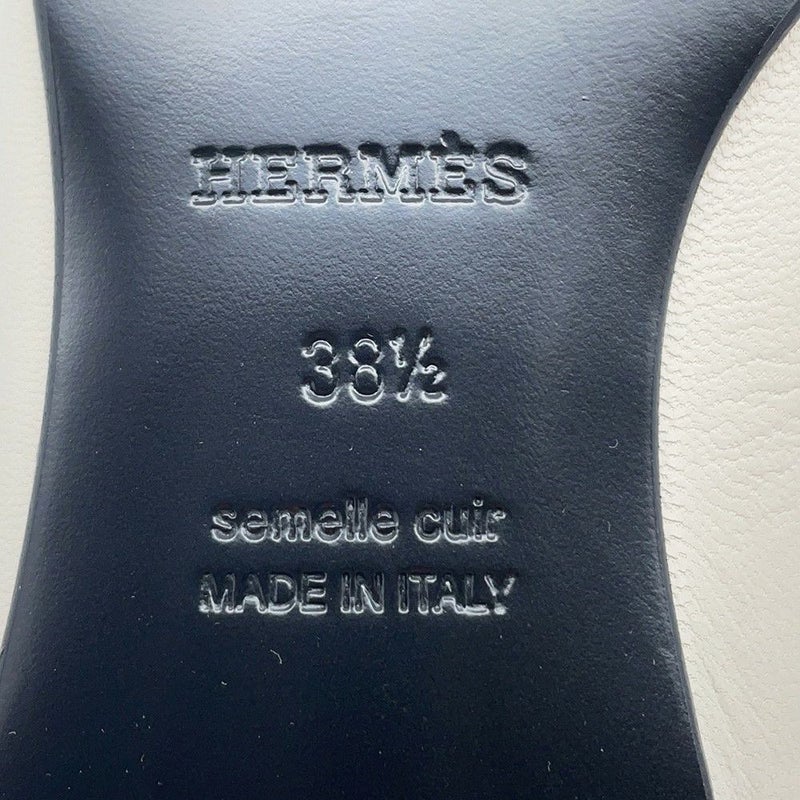 HERMÈS
38½
semelle cuir
MADE IN ITALY